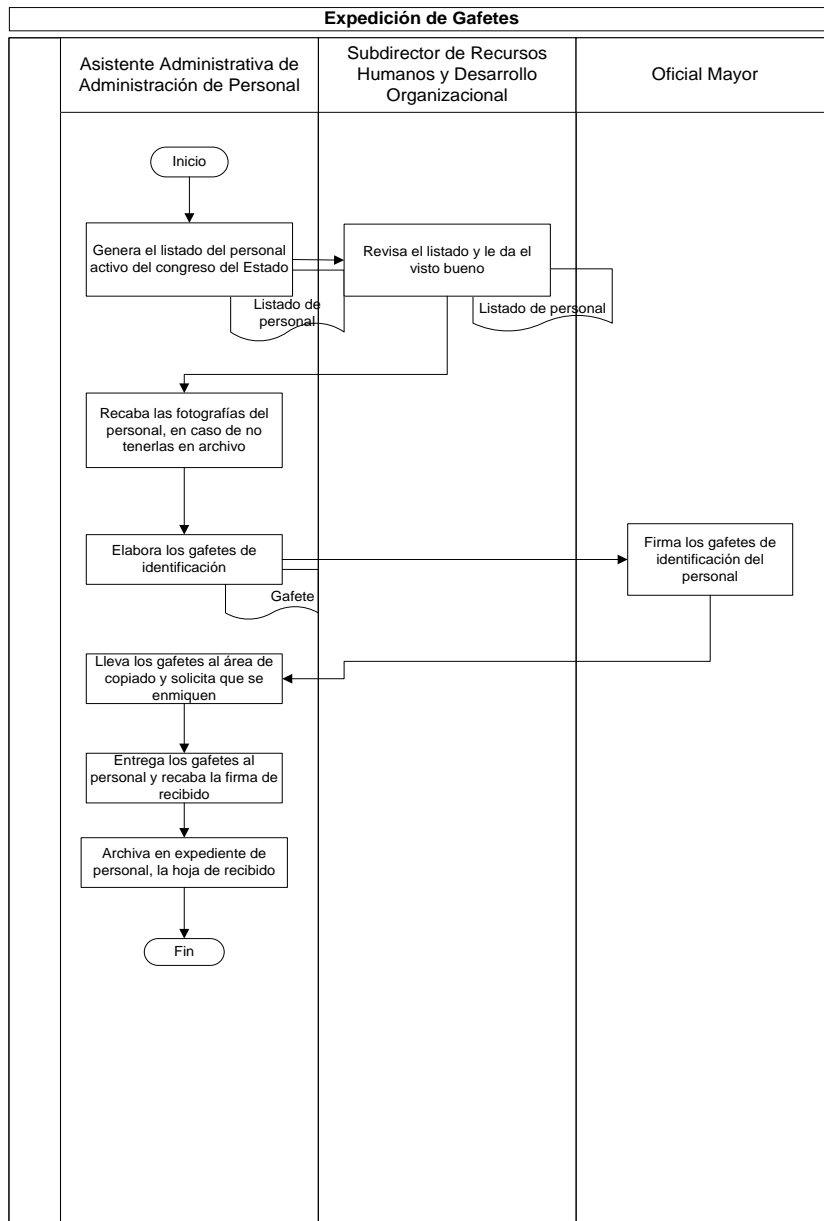 Expedición de Gafetes
Asistente Administrativa de
Administración de Personal
Subdirector de Recursos
Humanos y Desarrollo
Organizacional
Oficial Mayor
Inicio
Genera el listado del personal
activo del congreso del Estado
Revisa el listado y le da el
visto bueno
Listado de
personal
Listado de personal
Recaba las fotografías del
personal, en caso de no
tenerlas en archivo
Elabora los gafetes de
identificación
Firma los gafetes de
identificación del
personal
Gafete
Lleva los gafetes al área de
copiado y solicita que se
enmiquen
Entrega los gafetes al
personal y recaba la firma de
recibido
Archiva en expediente de
personal, la hoja de recibido
Fin